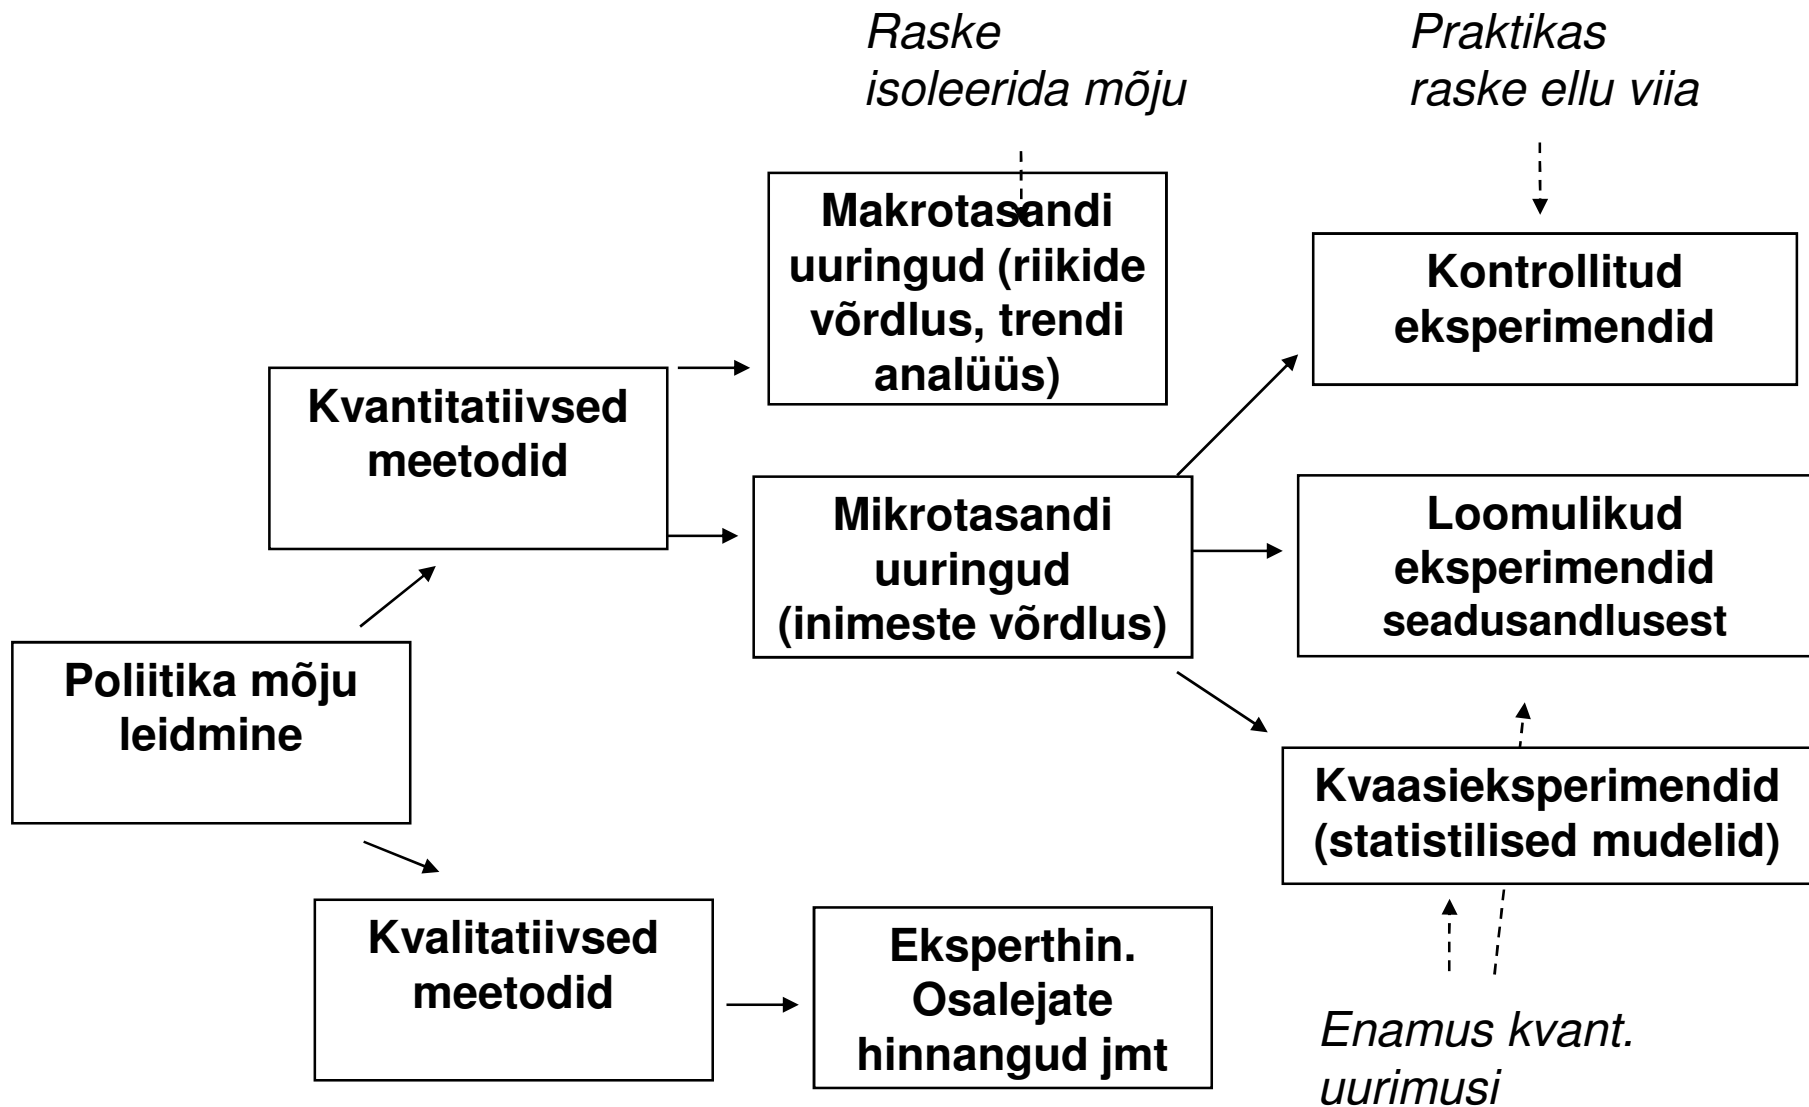 Raske
isoleerida mõju
Praktikas
raske ellu viia
Makrotasandi
uuringud (riikide
võrdlus, trendi
analüüs)
Kontrollitud
eksperimendid
Kvantitatiivsed
meetodid
Mikrotasandi
uuringud
(inimeste võrdlus)
Loomulikud
eksperimendid
seadusandlusest
Poliitika mõju
leidmine
Kvaasieksperimendid
(statistilised mudelid)
Kvalitatiivsed
meetodid
Eksperthin.
Osalejate
hinnangud jmt
Enamus kvant.
uurimusi